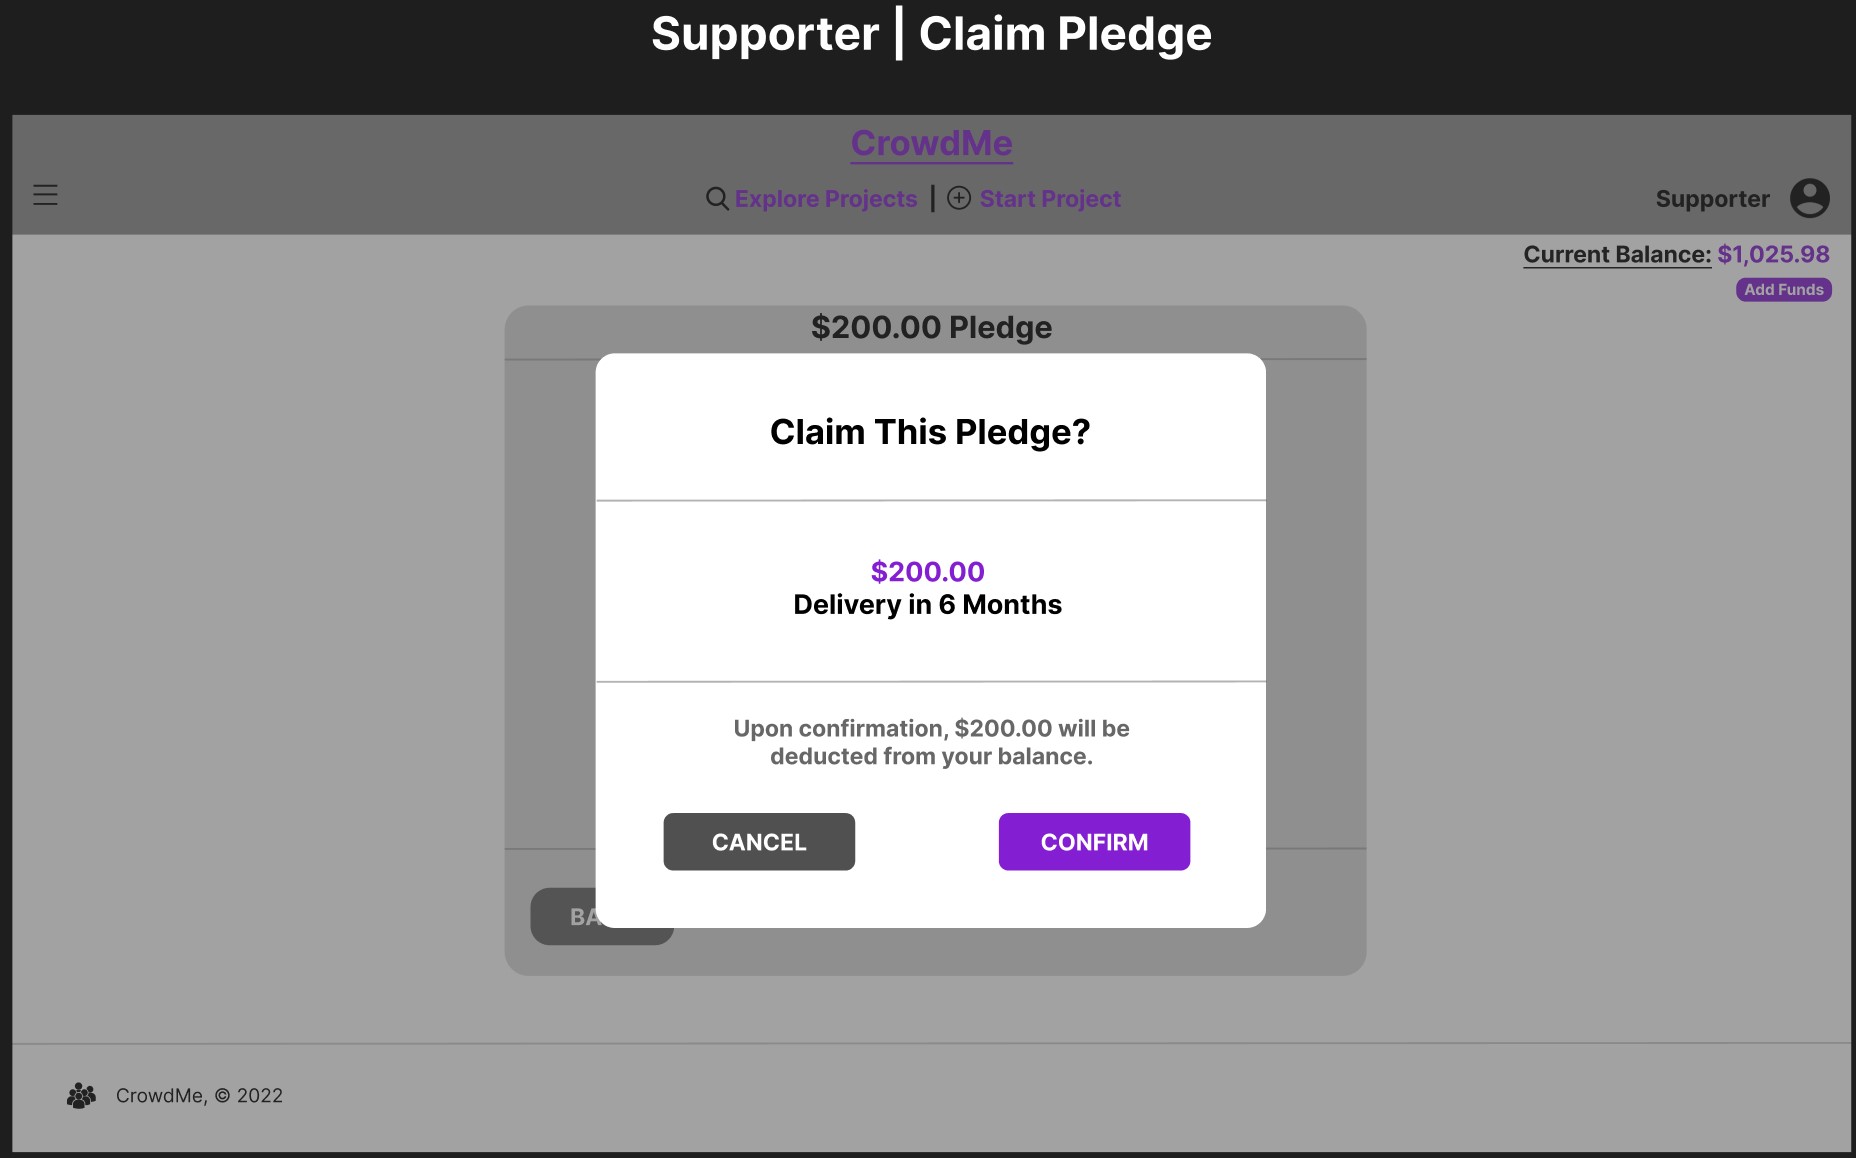 Supporter | Claim Pledge
CrowdMe
Explore Projects | Start Project
Supporter
Current Balance: $1,025.98
Add Funds
$200.00 Pledge
Claim This Pledge?
$200.00
Delivery in 6 Months
Upon confirmation, $200.00 will be
deducted from your balance.
CANCEL
CONFIRM
CrowdMe, © 2022